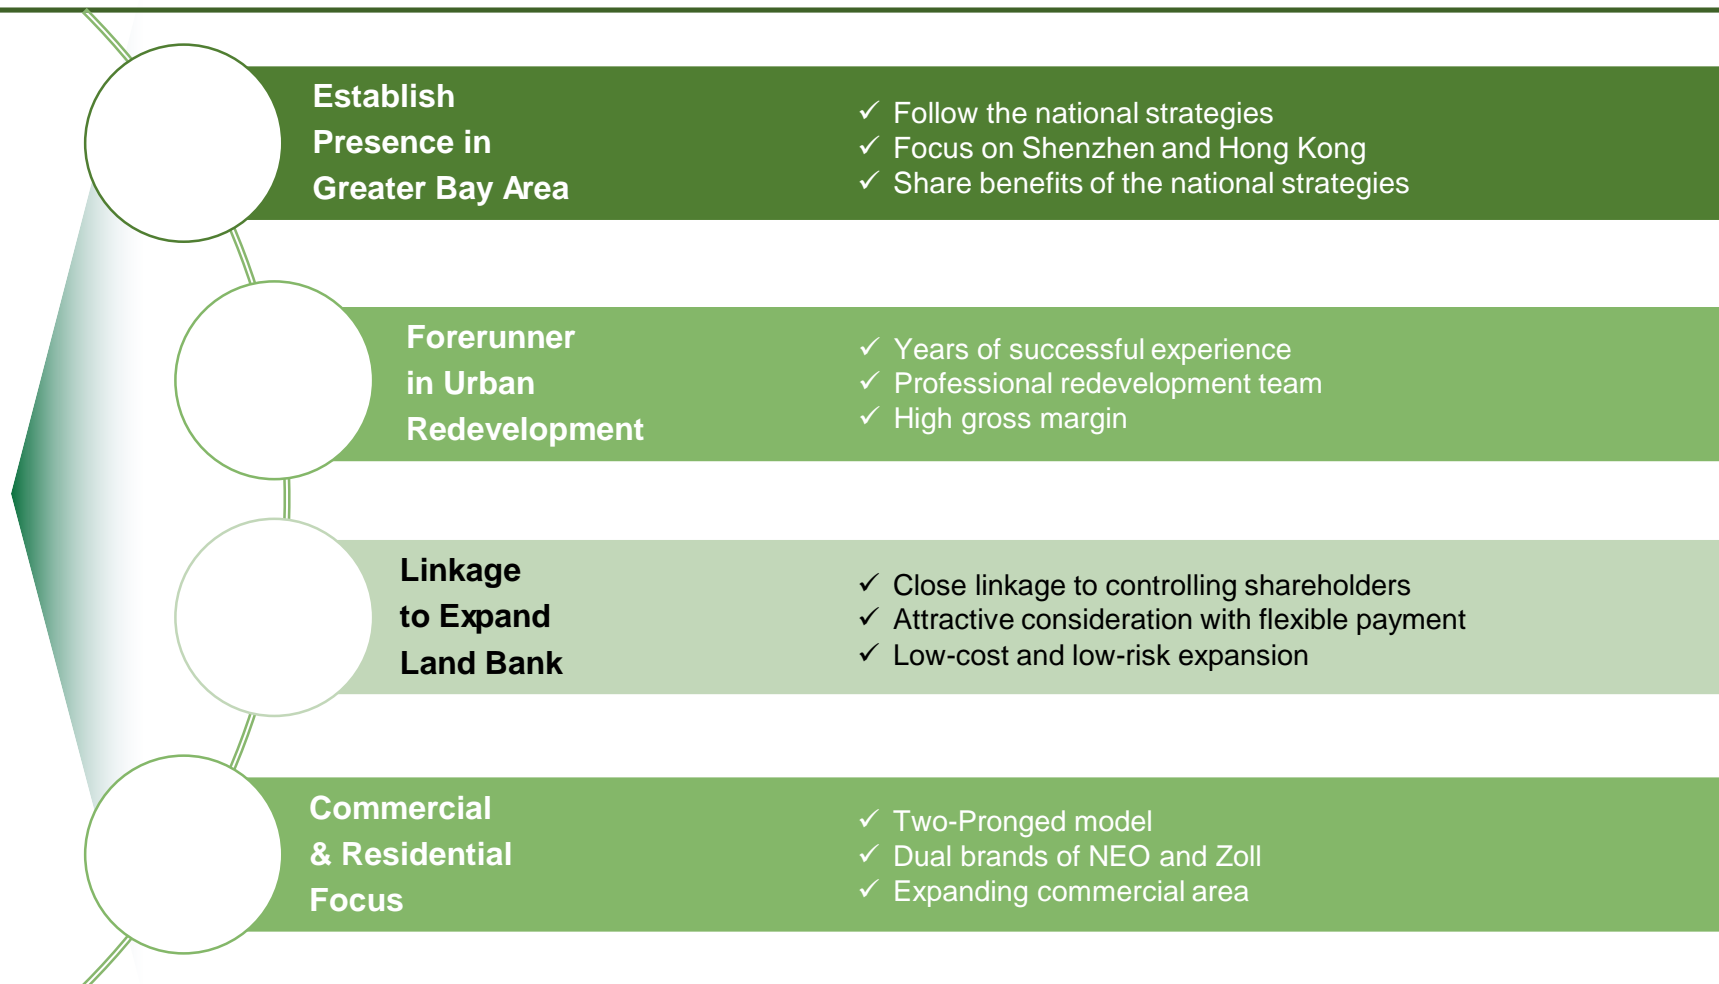 Establish
Presence in
Greater Bay Area
✓ Follow the national strategies
✓ Focus on Shenzhen and Hong Kong
✓ Share benefits of the national strategies
Forerunner
in Urban
Redevelopment
✓ Years of successful experience
✓ Professional redevelopment team
✓ High gross margin
Linkage
to Expand
Land Bank
✓ Close linkage to controlling shareholders
✓ Attractive consideration with flexible payment
✓ Low-cost and low-risk expansion
Commercial
& Residential
Focus
✓ Two-Pronged model
✓ Dual brands of NEO and Zoll
✓ Expanding commercial area